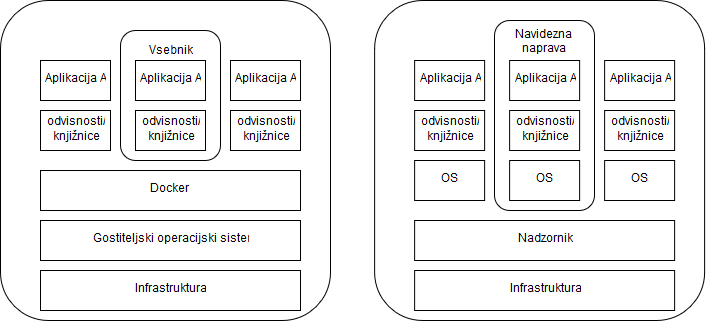 Vsebnik
Aplikacija A
Aplikacija A
Aplikacija A
odvisnosti/
knjižnice
odvisnosti/
knjižnice
odvisnosti/
knjižnice
Docker
Gostiteljski operacijski sister
Infrastruktura
Navidezna
naprava
Aplikacija A
Aplikacija A
Aplikacija A
odvisnosti/
knjižnice
odvisnosti/
knjižnice
odvisnosti/
knjižnice
OS
OS
OS
Nadzornik
Infrastruktura